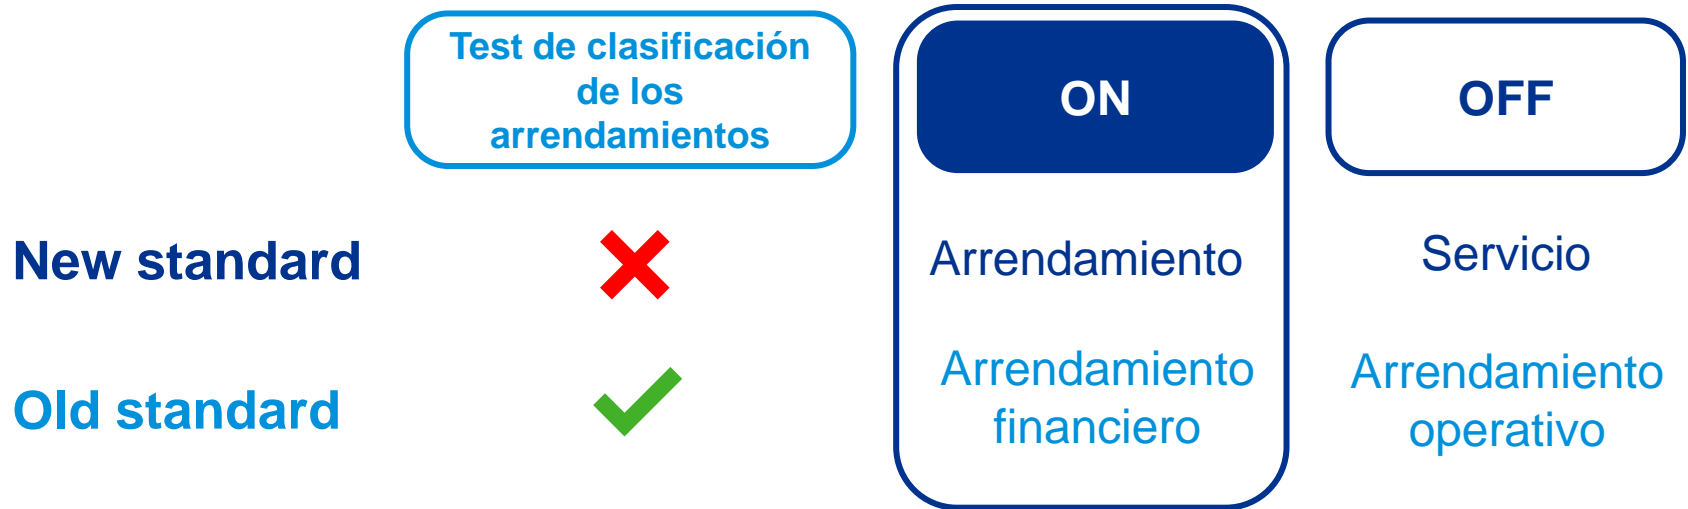 Test de clasificación
de los
arrendamientos
ON
OFF
New standard
Arrendamiento
Servicio
Old standard
Arrendamiento
financiero
Arrendamiento
operativo